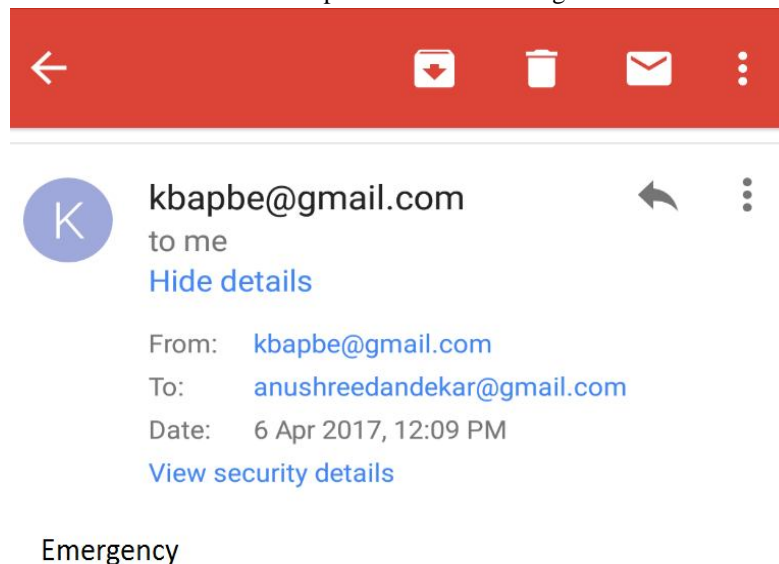 K
kbapbe@gmail.com
to me
Hide details
From: kbapbe@gmail.com
To: anushreedandekar@gmail.com
Date: 6 Apr 2017, 12:09 PM
View security details
Emergency